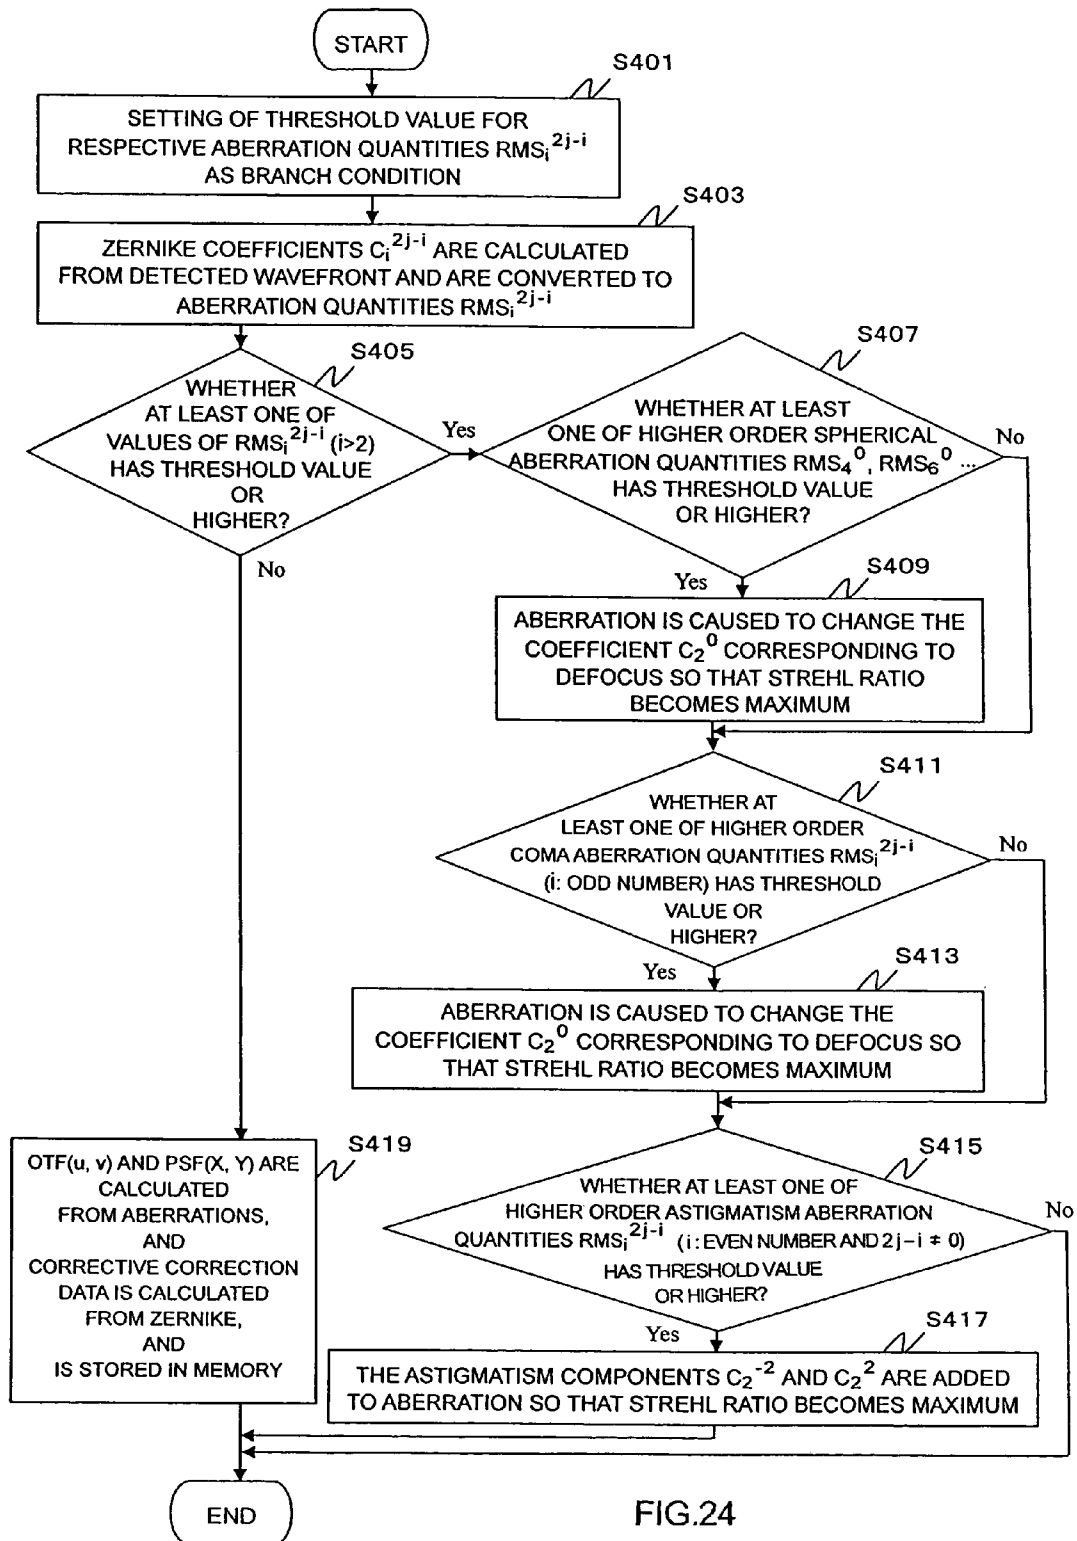 START
S401
SETTING OF THRESHOLD VALUE FOR
RESPECTIVE ABERRATION QUANTITIES RMSᵢ²ʲ⁻ⁱ
AS BRANCH CONDITION
S403
ZERNIKE COEFFICIENTS Cᵢ²ʲ⁻ⁱ ARE CALCULATED
FROM DETECTED WAVEFRONT AND ARE CONVERTED TO
ABERRATION QUANTITIES RMSᵢ²ʲ⁻ⁱ
S405
WHETHER
AT LEAST ONE OF
VALUES OF RMSᵢ²ʲ⁻ⁱ (i>2)
HAS THRESHOLD VALUE
OR
HIGHER?
Yes
No
S407
WHETHER AT LEAST
ONE OF HIGHER ORDER SPHERICAL
ABERRATION QUANTITIES RMS₄⁰, RMS₆⁰ ...
HAS THRESHOLD VALUE
OR HIGHER?
No
Yes
S409
ABERRATION IS CAUSED TO CHANGE THE
COEFFICIENT C₂⁰ CORRESPONDING TO
DEFOCUS SO THAT STREHL RATIO
BECOMES MAXIMUM
S411
WHETHER AT
LEAST ONE OF HIGHER ORDER
COMA ABERRATION QUANTITIES RMSᵢ²ʲ⁻ⁱ
(i: ODD NUMBER) HAS THRESHOLD
VALUE OR
HIGHER?
No
Yes
S413
ABERRATION IS CAUSED TO CHANGE THE
COEFFICIENT C₂⁰ CORRESPONDING TO DEFOCUS SO
THAT STREHL RATIO BECOMES MAXIMUM
S415
WHETHER AT LEAST ONE OF
HIGHER ORDER ASTIGMATISM ABERRATION
QUANTITIES RMSᵢ²ʲ⁻ⁱ (i: EVEN NUMBER AND 2j-i ≠ 0)
HAS THRESHOLD VALUE
OR HIGHER?
No
Yes
S417
THE ASTIGMATISM COMPONENTS C₂⁻² AND C₂² ARE ADDED
TO ABERRATION SO THAT STREHL RATIO BECOMES MAXIMUM
S419
OTF(u, v) AND PSF(X, Y) ARE
CALCULATED
FROM ABERRATIONS,
AND
CORRECTIVE CORRECTION
DATA IS CALCULATED
FROM ZERNIKE,
AND
IS STORED IN MEMORY
END
FIG.24